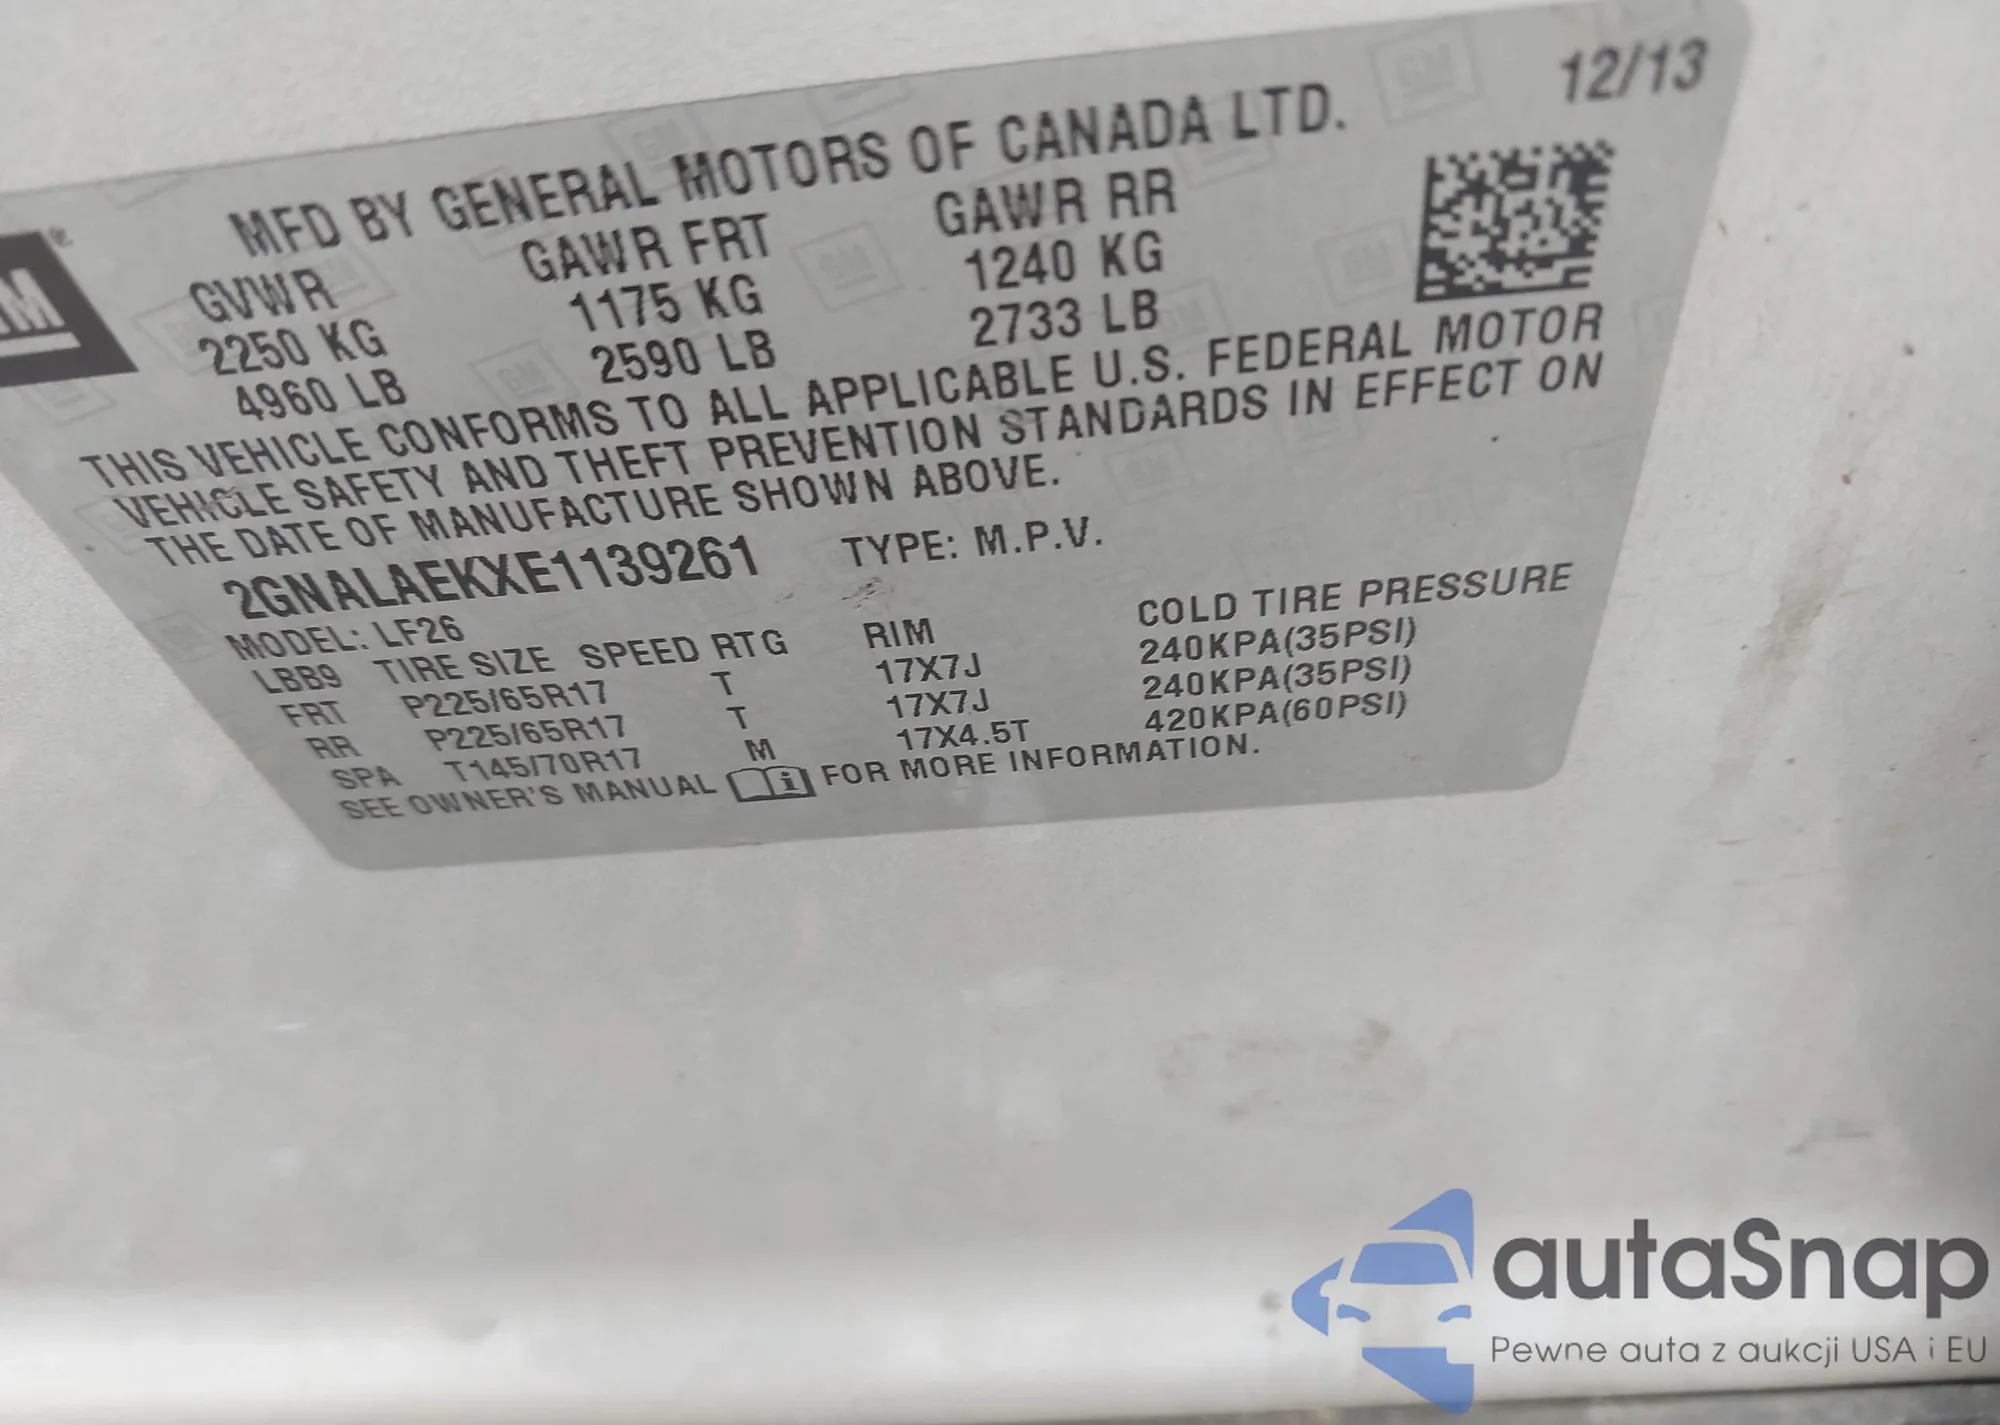 12/13
MFD BY GENERAL MOTORS OF CANADA LTD.
GVWR GAWR FRT GAWR RR
2250 KG 1175 KG 1240 KG
4960 LB 2590 LB 2733 LB
THIS VEHICLE CONFORMS TO ALL APPLICABLE U.S. FEDERAL MOTOR
VEHICLE SAFETY AND THEFT PREVENTION STANDARDS IN EFFECT ON
THE DATE OF MANUFACTURE SHOWN ABOVE.
2GNALAEKXE1139261 TYPE: M.P.V.
MODEL: LF26
LBB9 TIRE SIZE SPEED RTG RIM COLD TIRE PRESSURE
FRT P225/65R17 T 17X7J 240KPA(35PSI)
RR P225/65R17 T 17X7J 240KPA(35PSI)
SPA T145/70R17 M 17X4.5T 420KPA(60PSI)
SEE OWNER'S MANUAL i FOR MORE INFORMATION.
autaSnap
Pewne auta z aukcji USA i EU